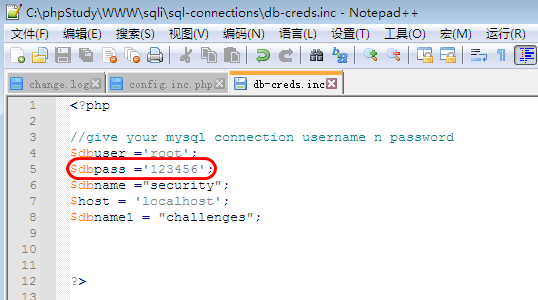 C:\phpStudy\WWW\sqli\sql-connections\db-creds.inc - Notepad++
文件(F) 编辑(E) 搜索(S) 视图(V) 编码(N) 语言(L) 设置(T) 工具(O) 宏(M) 运行(R)
change.log config.inc.php db-creds.inc
1 <?php
2
3 //give your mysql connection username n password
4 $dbuser ='root';
5 $dbpass ='123456';
6 $dbname ="security";
7 $host = 'localhost';
8 $dbname1 = "challenges";
9
10
11
12 ?>